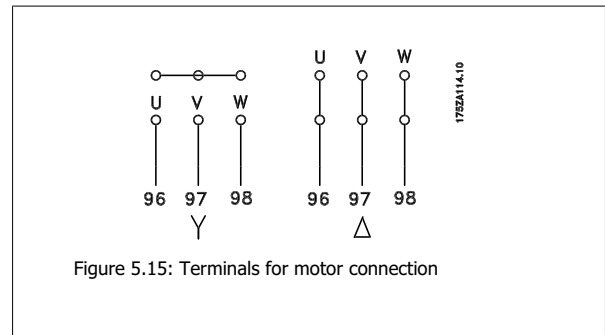 U V W
U V W
175ZA114.10
96 97 98
96 97 98
Y
Δ
Figure 5.15: Terminals for motor connection